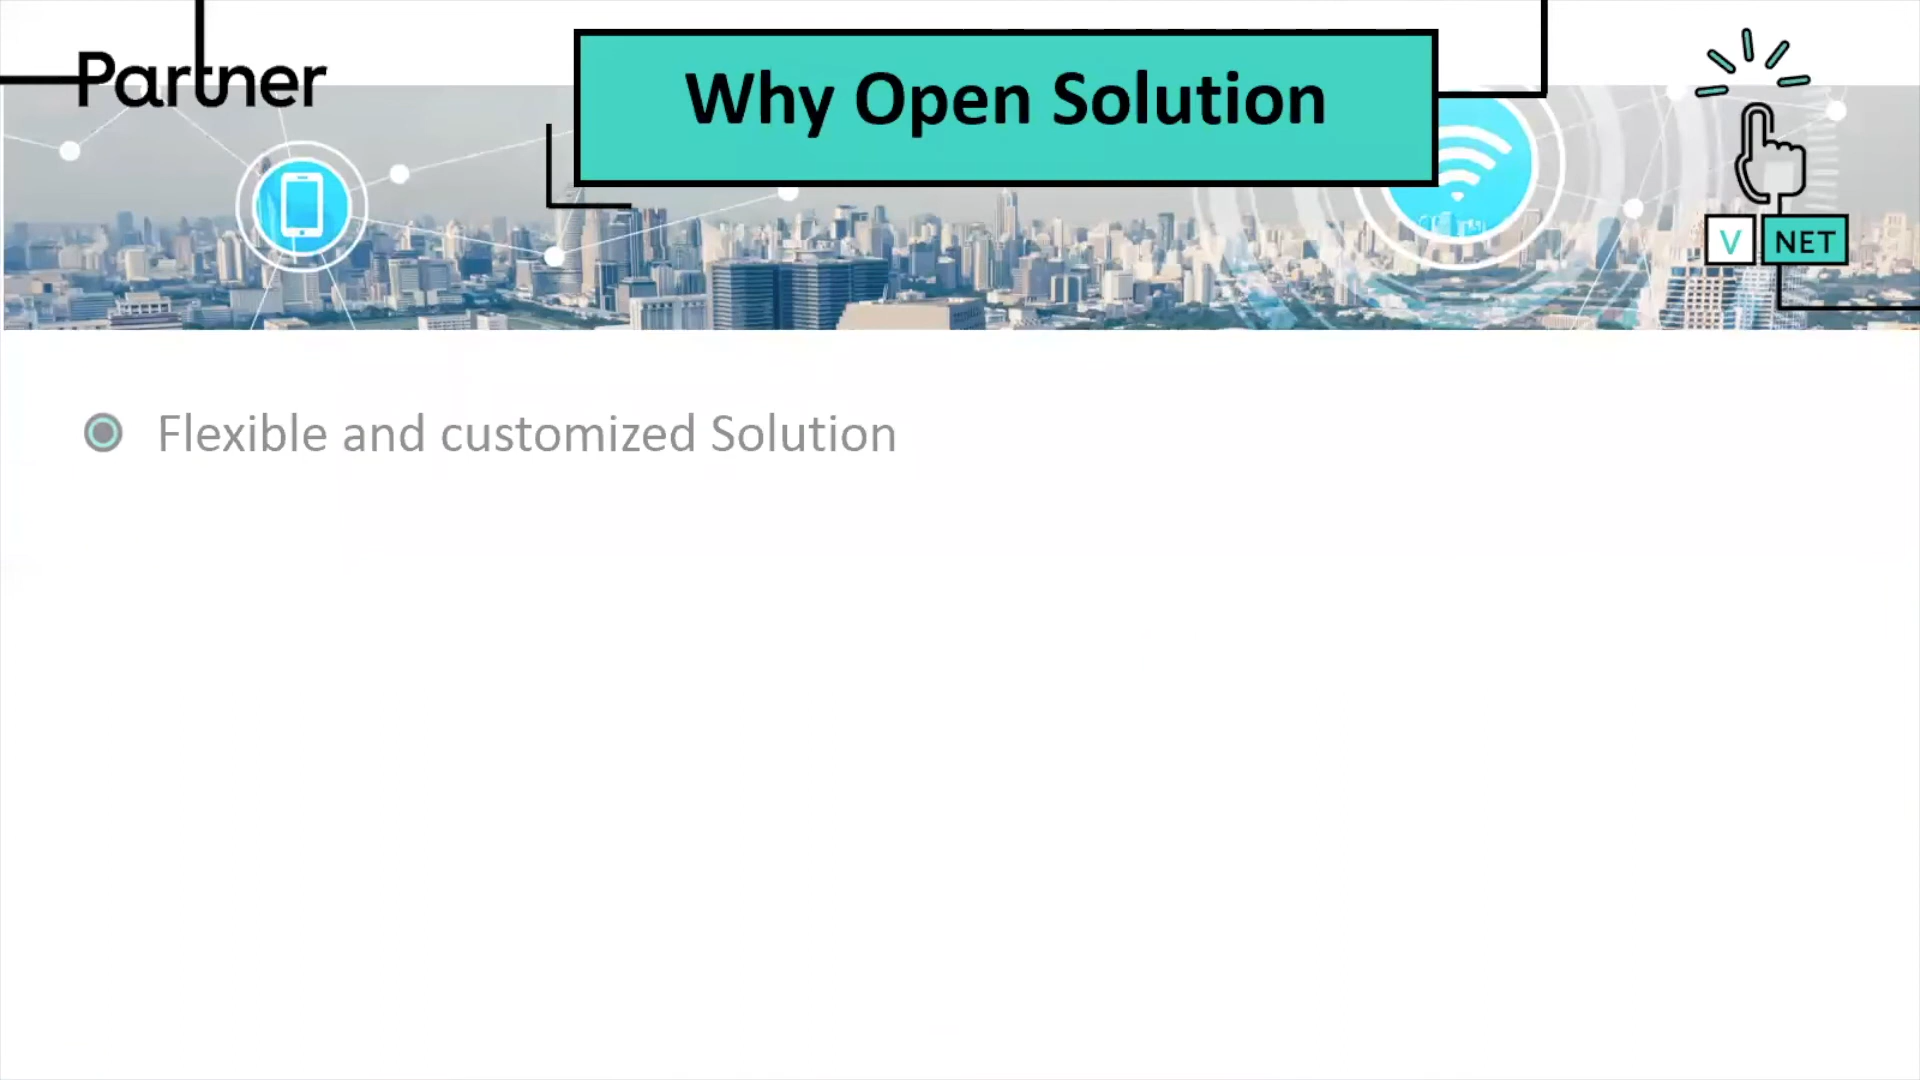 Partner
Why Open Solution
V NET
Flexible and customized Solution